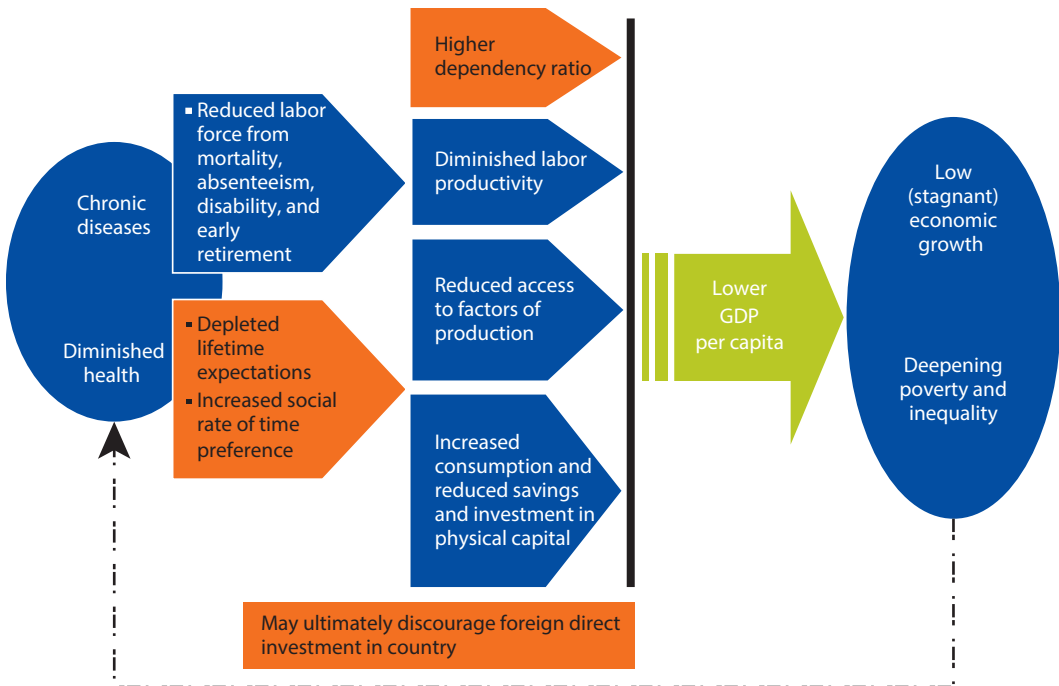 Chronic
diseases
Diminished
health
▪ Reduced labor
force from
mortality,
absenteeism,
disability, and
early
retirement
▪ Depleted
lifetime
expectations
▪ Increased social
rate of time
preference
Higher
dependency ratio
Diminished labor
productivity
Reduced access
to factors of
production
Increased
consumption and
reduced savings
and investment in
physical capital
May ultimately discourage foreign direct
investment in country
Lower
GDP
per capita
Low
(stagnant)
economic
growth
Deepening
poverty and
inequality